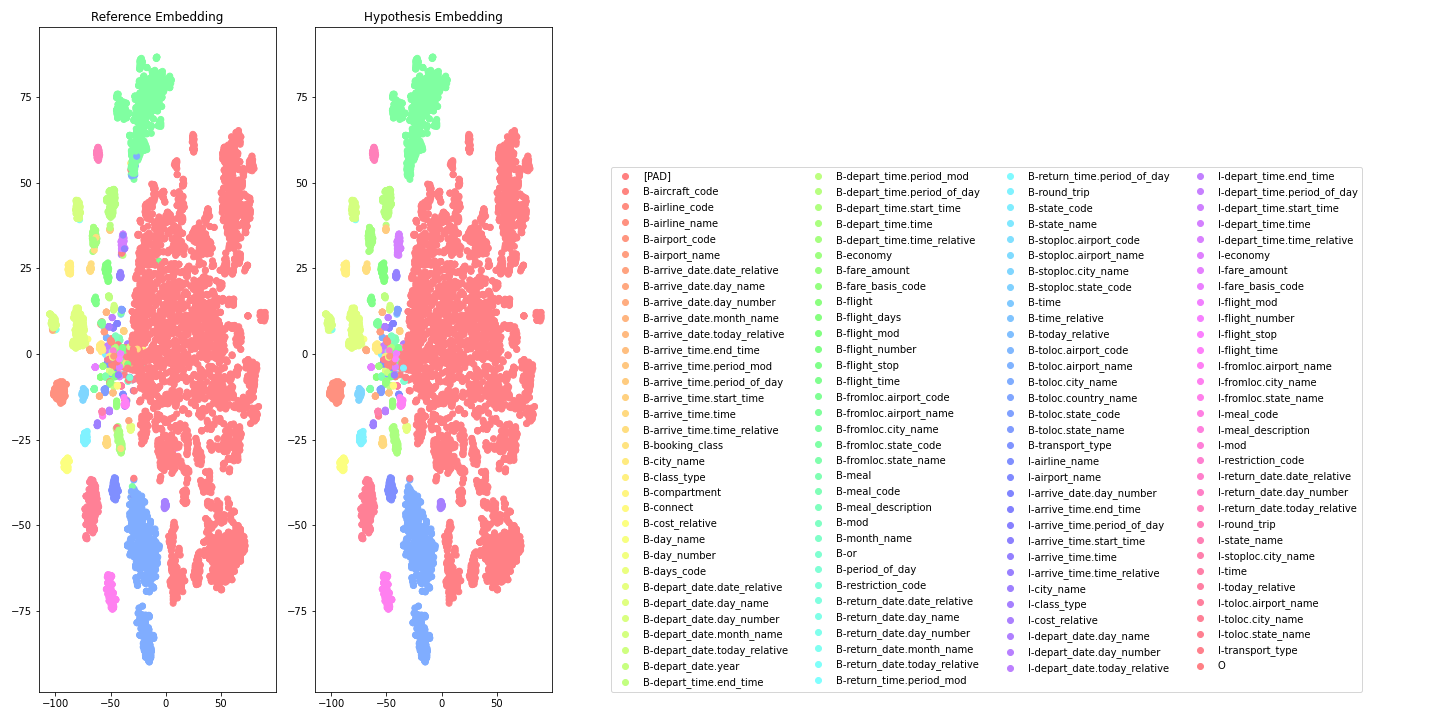 Reference Embedding
Hypothesis Embedding
75
50
25
0
−25
−50
−75
−100
−50
0
50
75
50
25
0
−25
−50
−75
−100
−50
0
50
[PAD]
B-aircraft_code
B-airline_code
B-airline_name
B-airport_code
B-airport_name
B-arrive_date.date_relative
B-arrive_date.day_name
B-arrive_date.day_number
B-arrive_date.month_name
B-arrive_date.today_relative
B-arrive_time.end_time
B-arrive_time.period_mod
B-arrive_time.period_of_day
B-arrive_time.start_time
B-arrive_time.time
B-arrive_time.time_relative
B-booking_class
B-city_name
B-class_type
B-compartment
B-connect
B-cost_relative
B-day_name
B-day_number
B-days_code
B-depart_date.date_relative
B-depart_date.day_name
B-depart_date.day_number
B-depart_date.month_name
B-depart_date.today_relative
B-depart_date.year
B-depart_time.end_time
B-depart_time.period_mod
B-depart_time.period_of_day
B-depart_time.start_time
B-depart_time.time
B-depart_time.time_relative
B-economy
B-fare_amount
B-fare_basis_code
B-flight
B-flight_days
B-flight_mod
B-flight_number
B-flight_stop
B-flight_time
B-fromloc.airport_code
B-fromloc.airport_name
B-fromloc.city_name
B-fromloc.state_code
B-fromloc.state_name
B-meal
B-meal_code
B-meal_description
B-mod
B-month_name
B-or
B-period_of_day
B-restriction_code
B-return_date.date_relative
B-return_date.day_name
B-return_date.day_number
B-return_date.month_name
B-return_date.today_relative
B-return_time.period_mod
B-return_time.period_of_day
B-round_trip
B-state_code
B-state_name
B-stoploc.airport_code
B-stoploc.airport_name
B-stoploc.city_name
B-stoploc.state_code
B-time
B-time_relative
B-today_relative
B-toloc.airport_code
B-toloc.airport_name
B-toloc.city_name
B-toloc.country_name
B-toloc.state_code
B-toloc.state_name
B-transport_type
I-airline_name
I-airport_name
I-arrive_date.day_number
I-arrive_time.end_time
I-arrive_time.period_of_day
I-arrive_time.start_time
I-arrive_time.time
I-arrive_time.time_relative
I-city_name
I-class_type
I-cost_relative
I-depart_date.day_name
I-depart_date.day_number
I-depart_date.today_relative
I-depart_time.end_time
I-depart_time.period_of_day
I-depart_time.start_time
I-depart_time.time
I-depart_time.time_relative
I-economy
I-fare_amount
I-fare_basis_code
I-flight_mod
I-flight_number
I-flight_stop
I-flight_time
I-fromloc.airport_name
I-fromloc.city_name
I-fromloc.state_name
I-meal_code
I-meal_description
I-mod
I-restriction_code
I-return_date.date_relative
I-return_date.day_number
I-return_date.today_relative
I-round_trip
I-state_name
I-stoploc.city_name
I-time
I-today_relative
I-toloc.airport_name
I-toloc.city_name
I-toloc.state_name
I-transport_type
O